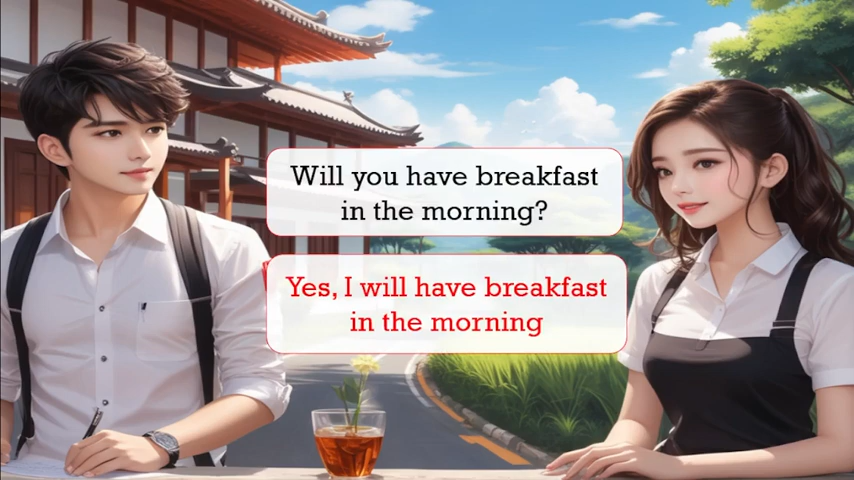 Will you have breakfast
in the morning?
Yes, I will have breakfast
in the morning